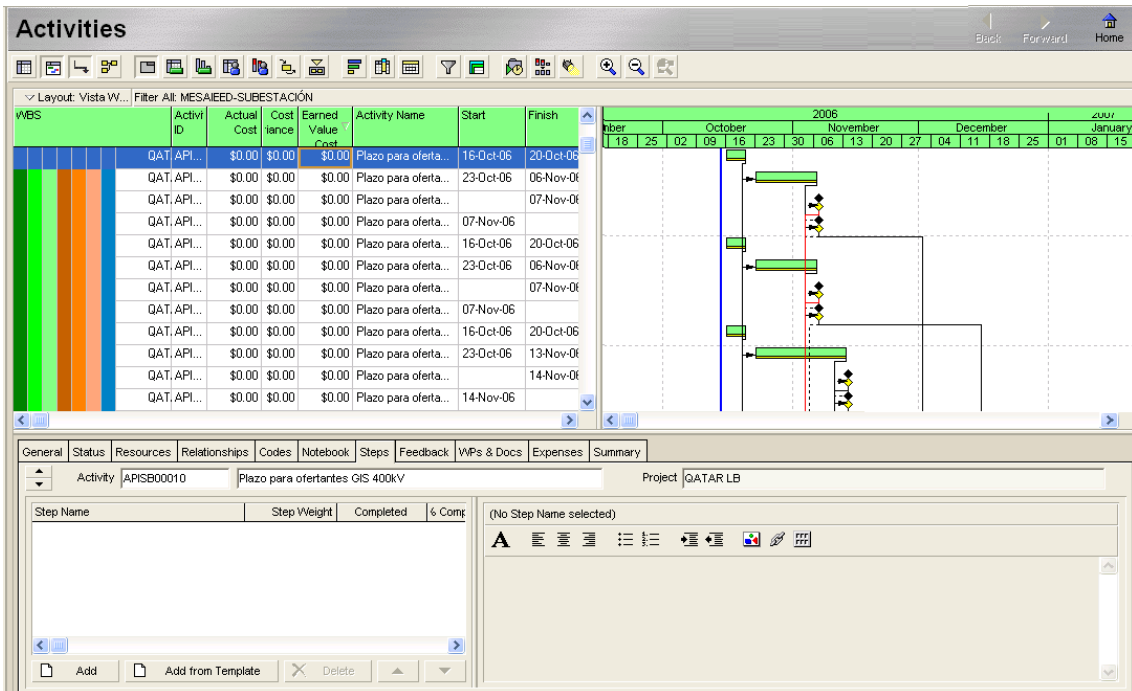 Activities
Back Forward Home
Layout: Vista W... Filter All: MESAIEED-SUBESTACIÓN
WBS Activi ID Actual Cost Cost riance Earned Value Cost Activity Name Start Finish
2006 2007
nber October November December January
18 25 02 09 16 23 30 06 13 20 27 04 11 18 25 01 08 15
QAT. API... $0.00 $0.00 $0.00 Plazo para oferta... 16-Oct-06 20-Oct-06
QAT. API... $0.00 $0.00 $0.00 Plazo para oferta... 23-Oct-06 06-Nov-06
QAT. API... $0.00 $0.00 $0.00 Plazo para oferta... 07-Nov-06
QAT. API... $0.00 $0.00 $0.00 Plazo para oferta... 07-Nov-06
QAT. API... $0.00 $0.00 $0.00 Plazo para oferta... 16-Oct-06 20-Oct-06
QAT. API... $0.00 $0.00 $0.00 Plazo para oferta... 23-Oct-06 06-Nov-06
QAT. API... $0.00 $0.00 $0.00 Plazo para oferta... 07-Nov-06
QAT. API... $0.00 $0.00 $0.00 Plazo para oferta... 07-Nov-06
QAT. API... $0.00 $0.00 $0.00 Plazo para oferta... 16-Oct-06 20-Oct-06
QAT. API... $0.00 $0.00 $0.00 Plazo para oferta... 23-Oct-06 13-Nov-06
QAT. API... $0.00 $0.00 $0.00 Plazo para oferta... 14-Nov-06
QAT. API... $0.00 $0.00 $0.00 Plazo para oferta... 14-Nov-06
General Status Resources Relationships Codes Notebook Steps Feedback WPs & Docs Expenses Summary
Activity APISB00010 Plazo para ofertantes GIS 400kV Project QATAR LB
Step Name Step Weight Completed % Comp
(No Step Name selected)
A
Add Add from Template Delete